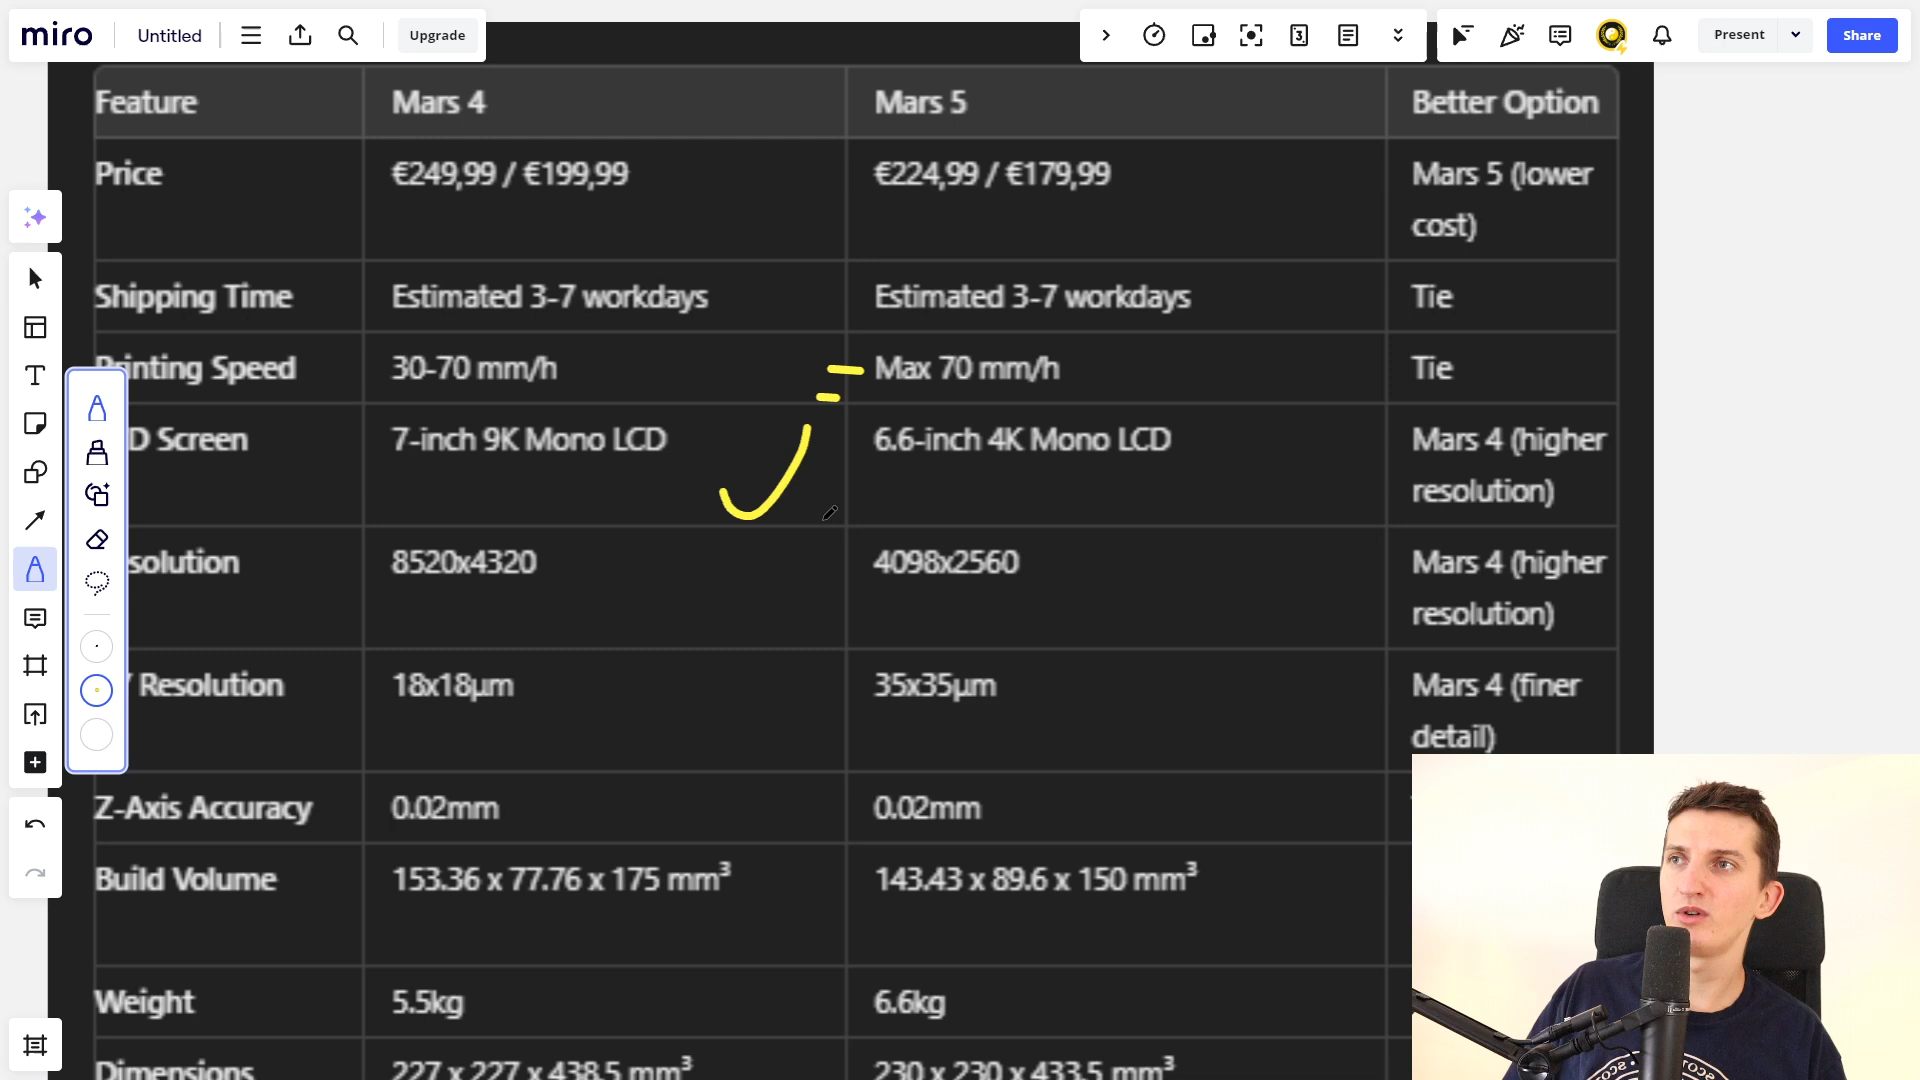 miro Untitled Upgrade Present Share
Feature Mars 4 Mars 5 Better Option
Price €249,99 / €199,99 €224,99 / €179,99 Mars 5 (lower
cost)
Shipping Time Estimated 3-7 workdays Estimated 3-7 workdays Tie
Printing Speed 30-70 mm/h Max 70 mm/h Tie
D Screen 7-inch 9K Mono LCD 6.6-inch 4K Mono LCD Mars 4 (higher
resolution)
solution 8520x4320 4098x2560 Mars 4 (higher
resolution)
Resolution 18x18µm 35x35µm Mars 4 (finer
detail)
Z-Axis Accuracy 0.02mm 0.02mm
Build Volume 153.36 x 77.76 x 175 mm³ 143.43 x 89.6 x 150 mm³
Weight 5.5kg 6.6kg
Dimensions 227 x 227 x 438.5 mm³ 230 x 230 x 433.5 mm³